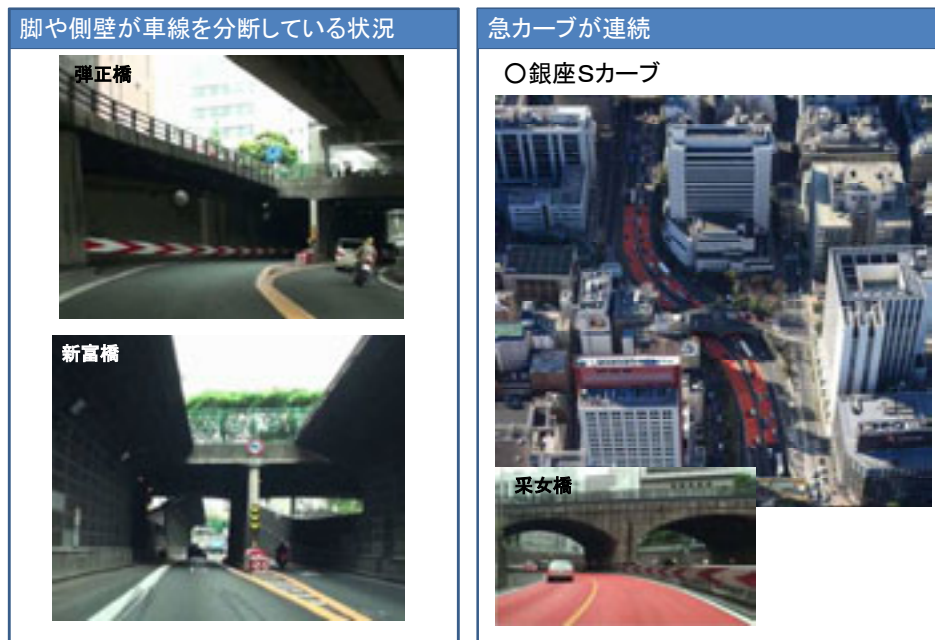 脚や側壁が車線を分断している状況
弾正橋
新富橋
急カーブが連続
〇銀座Sカーブ
采女橋